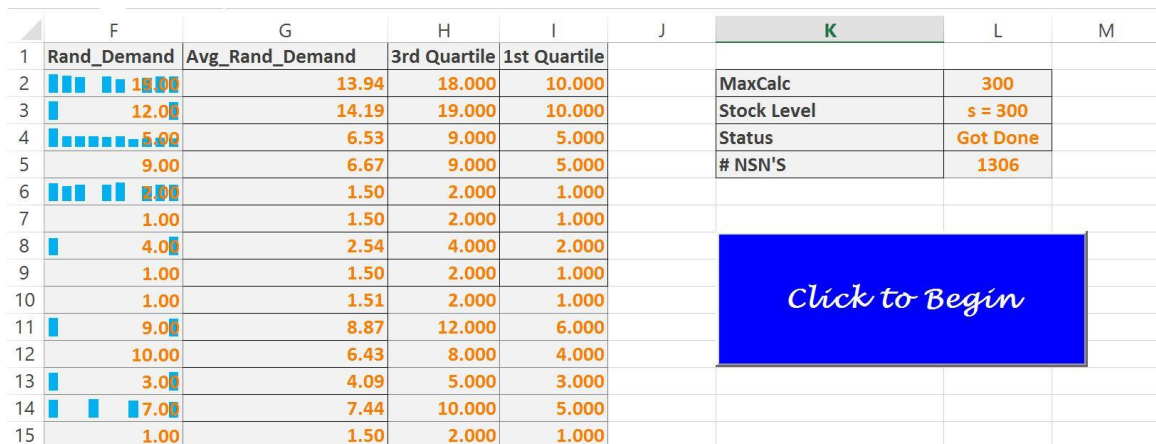 F G H I J K L M
1 Rand_Demand Avg_Rand_Demand 3rd Quartile 1st Quartile
2 19.00 13.94 18.000 10.000 MaxCalc 300
3 12.00 14.19 19.000 10.000 Stock Level s = 300
4 5.00 6.53 9.000 5.000 Status Got Done
5 9.00 6.67 9.000 5.000 # NSN'S 1306
6 2.00 1.50 2.000 1.000
7 1.00 1.50 2.000 1.000
8 4.00 2.54 4.000 2.000
9 1.00 1.50 2.000 1.000
10 1.00 1.51 2.000 1.000
Click to Begin
11 9.00 8.87 12.000 6.000
12 10.00 6.43 8.000 4.000
13 3.00 4.09 5.000 3.000
14 7.00 7.44 10.000 5.000
15 1.00 1.50 2.000 1.000